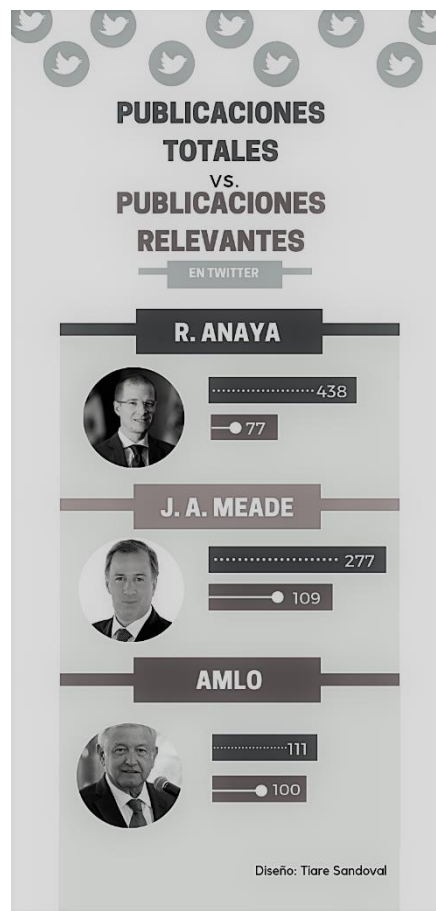 PUBLICACIONES
TOTALES
VS.
PUBLICACIONES
RELEVANTES
EN TWITTER
R. ANAYA
438
77
J. A. MEADE
277
109
AMLO
111
100
Diseño: Tiare Sandoval